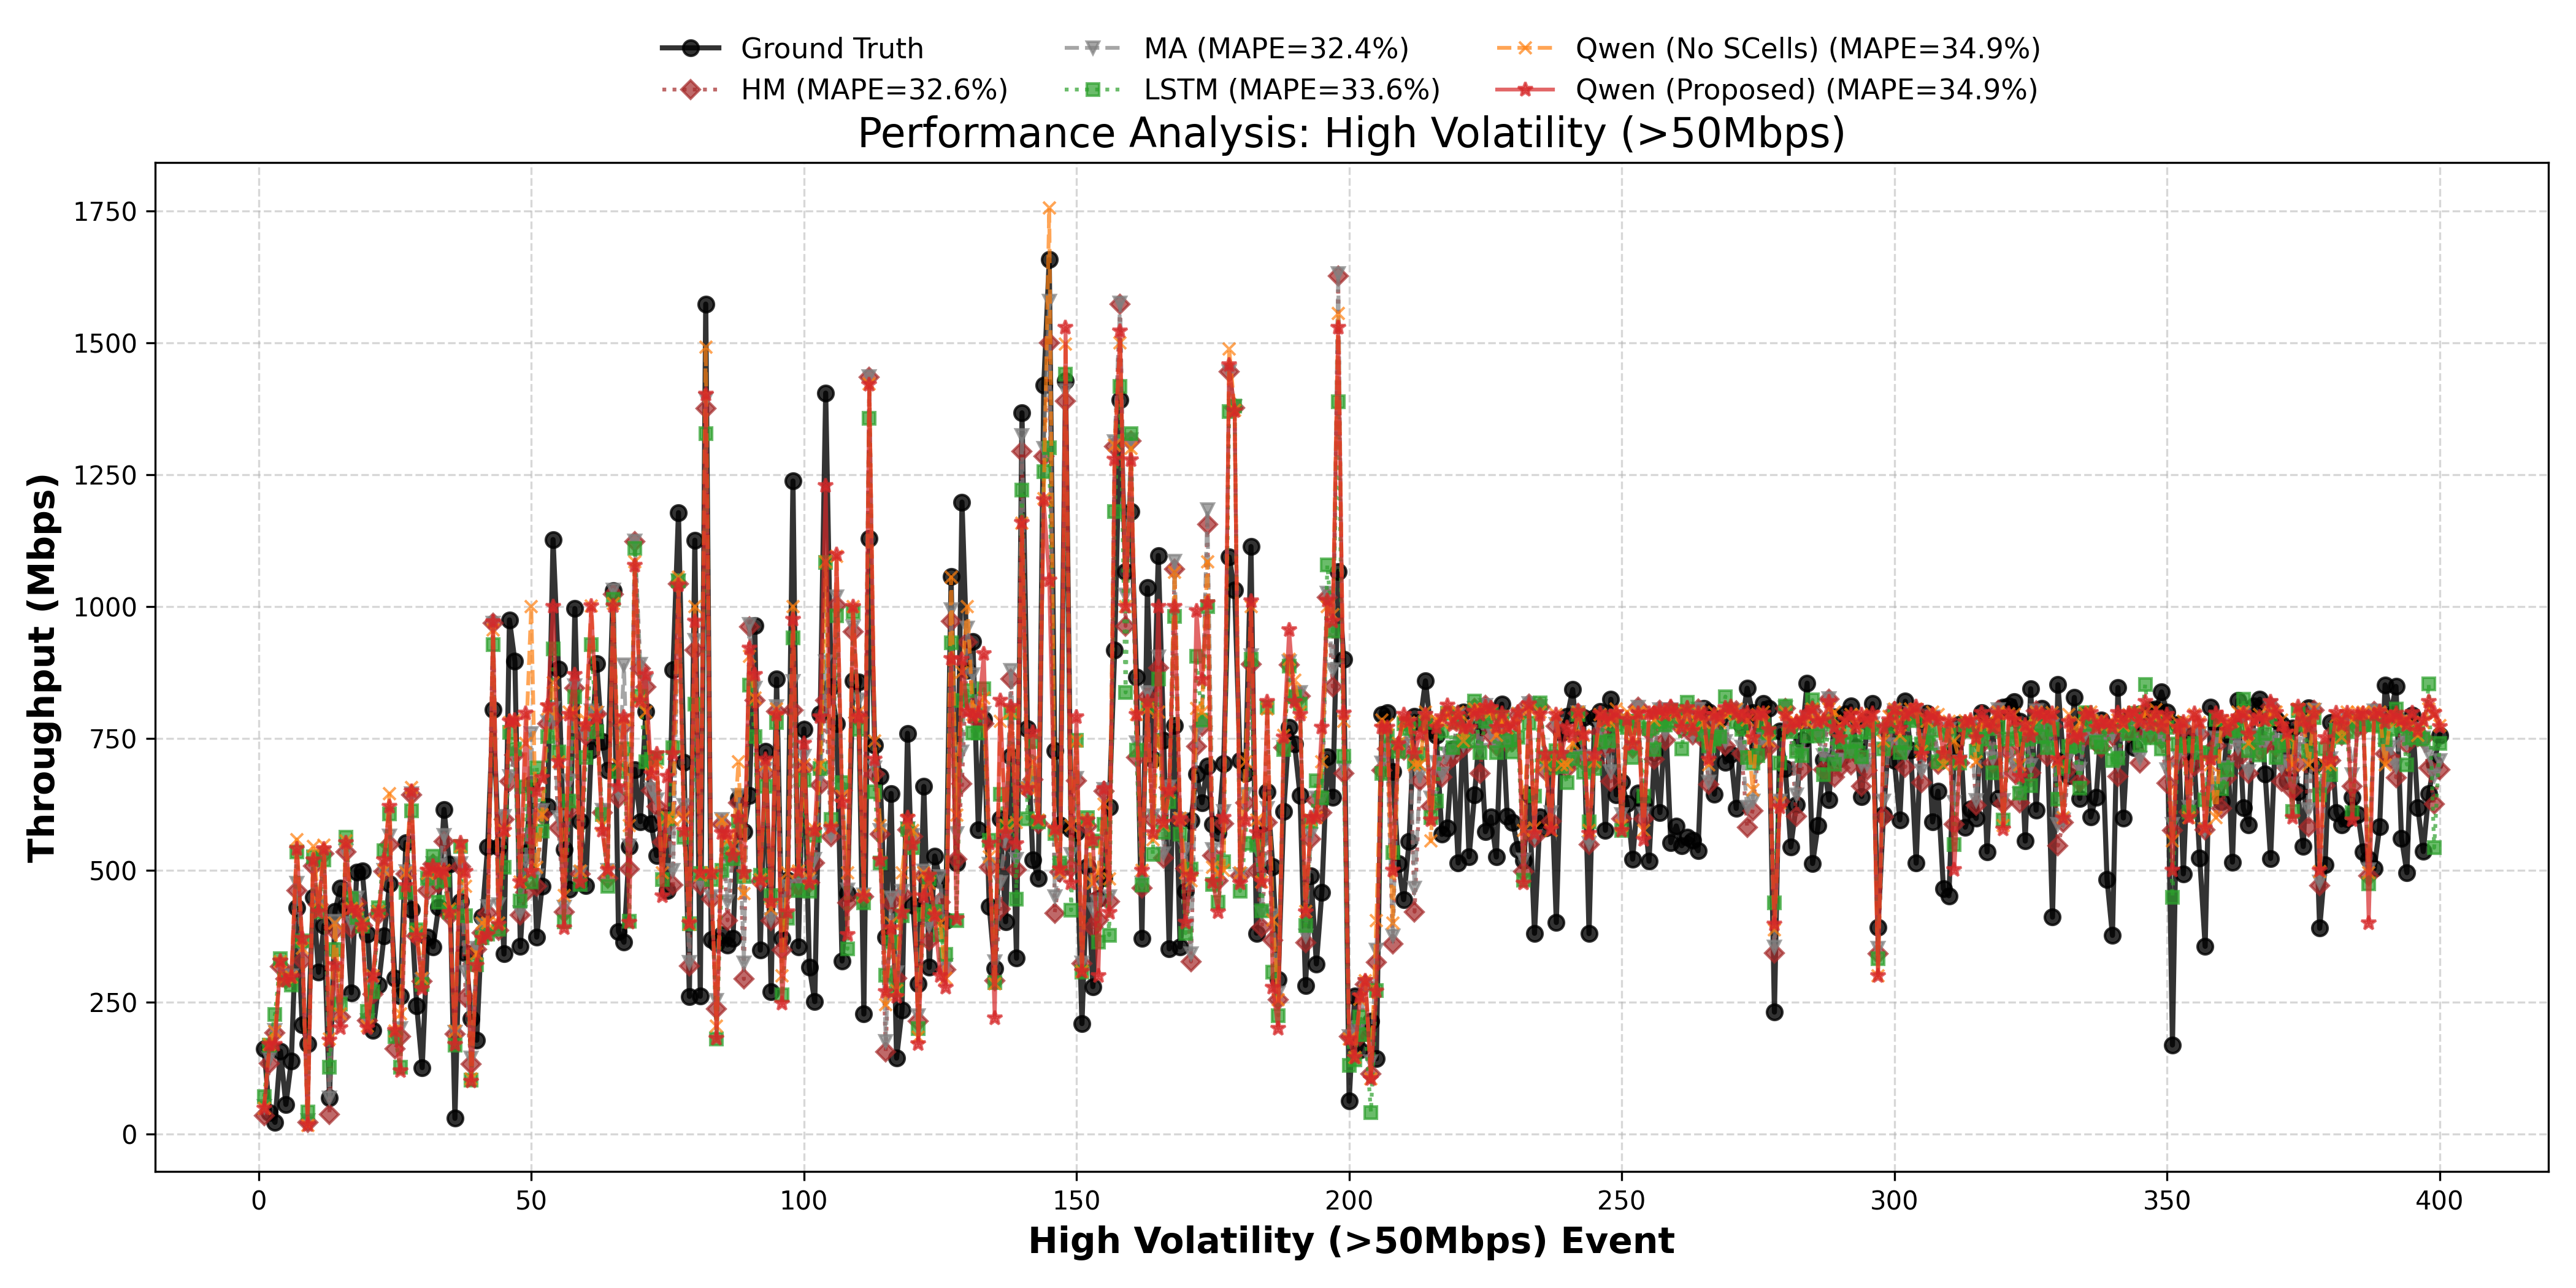 Ground Truth
HM (MAPE=32.6%)
MA (MAPE=32.4%)
LSTM (MAPE=33.6%)
Qwen (No SCells) (MAPE=34.9%)
Qwen (Proposed) (MAPE=34.9%)
Performance Analysis: High Volatility (>50Mbps)
Throughput (Mbps)
1750
1500
1250
1000
750
500
250
0
0 50 100 150 200 250 300 350 400
High Volatility (>50Mbps) Event